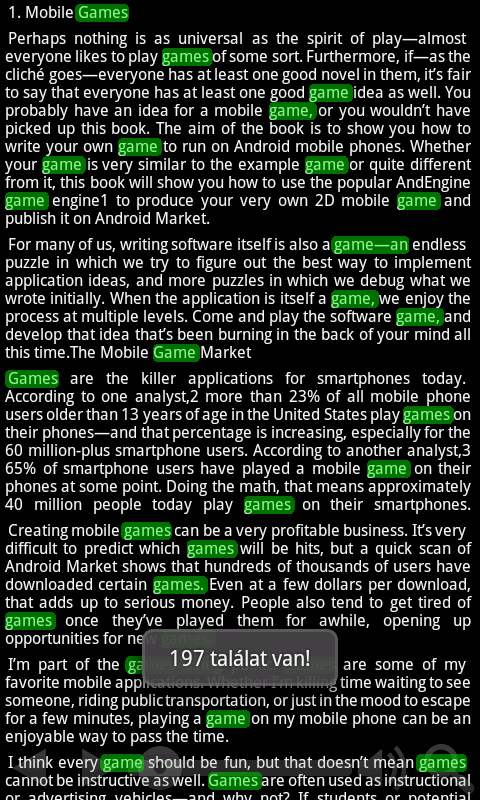 1. Mobile Games
Perhaps nothing is as universal as the spirit of play—almost
everyone likes to play games of some sort. Furthermore, if—as the
cliché goes—everyone has at least one good novel in them, it’s fair
to say that everyone has at least one good game idea as well. You
probably have an idea for a mobile game, or you wouldn’t have
picked up this book. The aim of the book is to show you how to
write your own game to run on Android mobile phones. Whether
your game is very similar to the example game or quite different
from it, this book will show you how to use the popular AndEngine
game engine1 to produce your very own 2D mobile game and
publish it on Android Market.
For many of us, writing software itself is also a game—an endless
puzzle in which we try to figure out the best way to implement
application ideas, and more puzzles in which we debug what we
wrote initially. When the application is itself a game, we enjoy the
process at multiple levels. Come and play the software game, and
develop that idea that’s been burning in the back of your mind all
this time.The Mobile Game Market
Games are the killer applications for smartphones today.
According to one analyst,2 more than 23% of all mobile phone
users older than 13 years of age in the United States play games on
their phones—and that percentage is increasing, especially for the
60 million-plus smartphone users. According to another analyst,3
65% of smartphone users have played a mobile game on their
phones at some point. Doing the math, that means approximately
40 million people today play games on their smartphones.
Creating mobile games can be a very profitable business. It’s very
difficult to predict which games will be hits, but a quick scan of
Android Market shows that hundreds of thousands of users have
downloaded certain games. Even at a few dollars per download,
that adds up to serious money. People also tend to get tired of
games once they’ve played them for awhile, opening up
opportunities for new games.
I’m part of the are some of my
197 találat van!
favorite mobile applications. Whether I’m killing time waiting to see
someone, riding public transportation, or just in the mood to escape
for a few minutes, playing a game on my mobile phone can be an
enjoyable way to pass the time.
I think every game should be fun, but that doesn’t mean games
cannot be instructive as well. Games are often used as instructional
or advertising vehicles—and why not? If students or potential